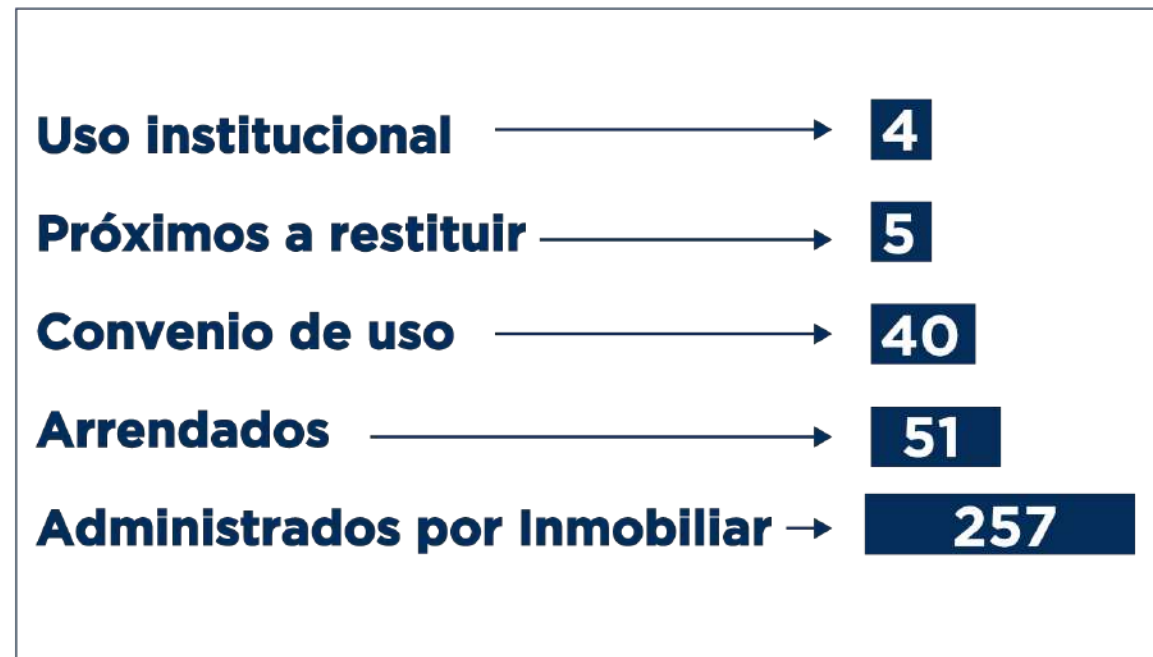 Uso institucional 4
Próximos a restituir 5
Convenio de uso 40
Arrendados 51
Administrados por Inmobiliar 257